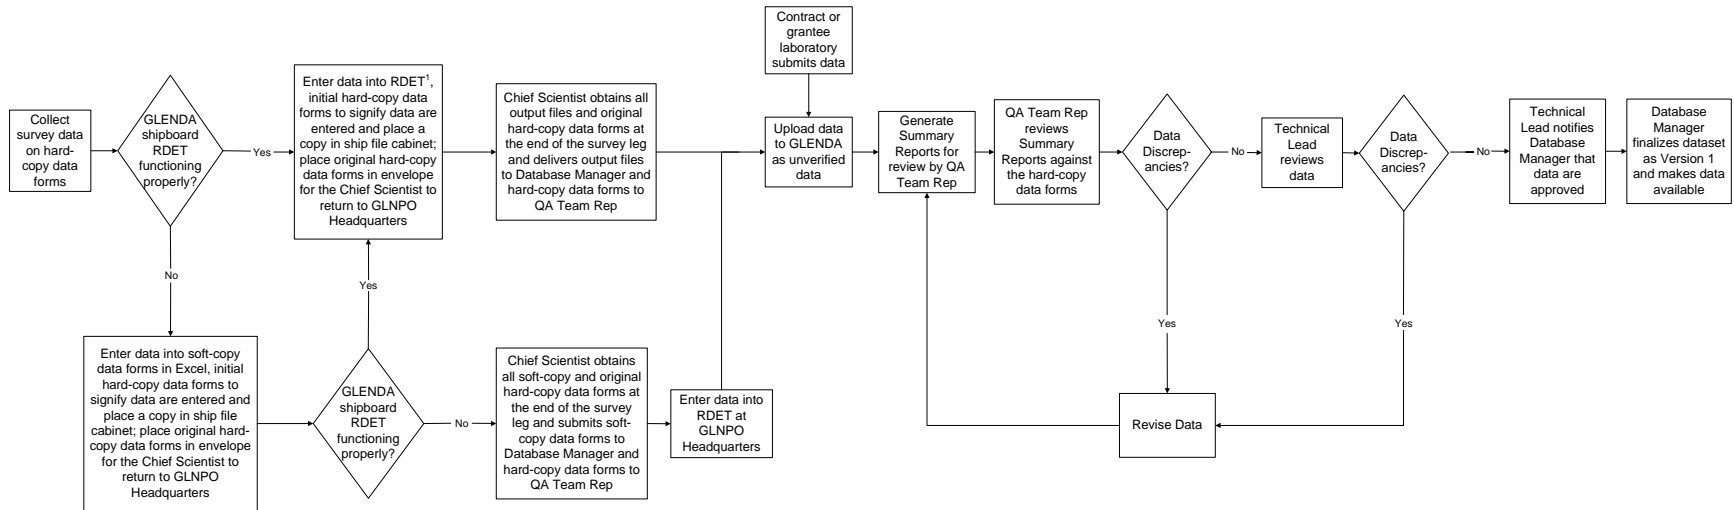 Collect
survey data
on hard-
copy data
forms
GLENDA
shipboard
RDET
functioning
properly?
Yes
No
Enter data into RDET¹,
initial hard-copy data
forms to signify data are
entered and place a
copy in ship file cabinet;
place original hard-copy
data forms in envelope
for the Chief Scientist to
return to GLNPO
Headquarters
Chief Scientist obtains all
output files and original
hard-copy data forms at
the end of the survey leg
and delivers output files
to Database Manager and
hard-copy data forms to
QA Team Rep
Enter data into soft-copy
data forms in Excel, initial
hard-copy data forms to
signify data are entered and
place a copy in ship file
cabinet; place original hard-
copy data forms in envelope
for the Chief Scientist to
return to GLNPO
Headquarters
GLENDA
shipboard
RDET
functioning
properly?
Yes
No
Chief Scientist obtains
all soft-copy and original
hard-copy data forms at
the end of the survey
leg and submits soft-
copy data forms to
Database Manager and
hard-copy data forms to
QA Team Rep
Enter data into
RDET at
GLNPO
Headquarters
Contract or
grantee
laboratory
submits data
Upload data
to GLENDA
as unverified
data
Generate
Summary
Reports for
review by QA
Team Rep
QA Team Rep
reviews
Summary
Reports against
the hard-copy
data forms
Data
Discrep-
ancies?
No
Yes
Technical
Lead
reviews
data
Data
Discrep-
ancies?
No
Yes
Revise Data
Technical
Lead notifies
Database
Manager that
data are
approved
Database
Manager
finalizes dataset
as Version 1
and makes data
available